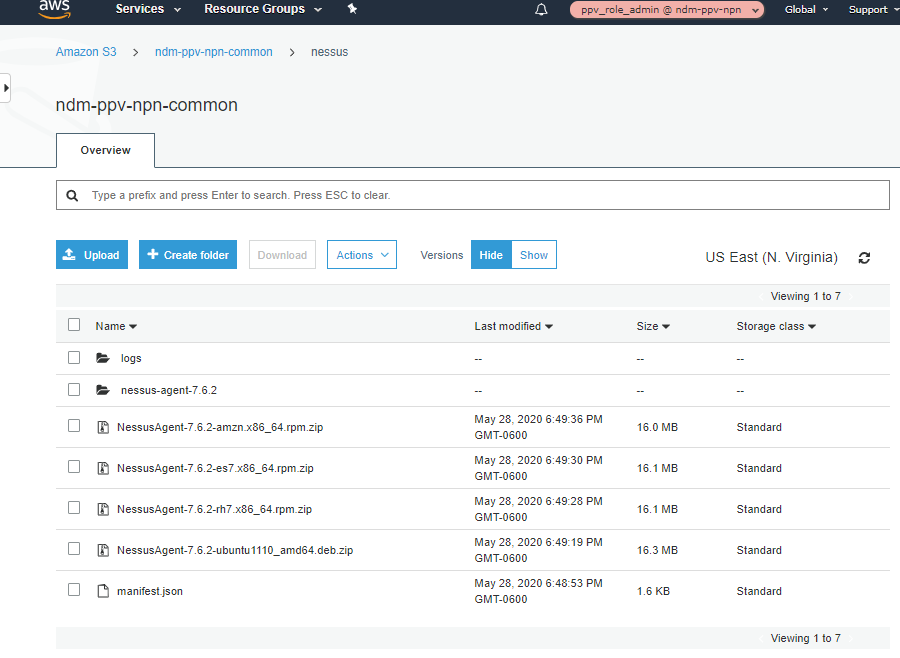 aws
Services Resource Groups ppv_role_admin @ ndm-ppv-npn Global Support
Amazon S3 > ndm-ppv-npn-common > nessus
ndm-ppv-npn-common
Overview
Type a prefix and press Enter to search. Press ESC to clear.
Upload + Create folder Download Actions Versions Hide Show US East (N. Virginia)
Viewing 1 to 7
Name Last modified Size Storage class
logs -- -- --
nessus-agent-7.6.2 -- -- --
NessusAgent-7.6.2-amzn.x86_64.rpm.zip May 28, 2020 6:49:36 PM 16.0 MB Standard
GMT-0600
NessusAgent-7.6.2-es7.x86_64.rpm.zip May 28, 2020 6:49:30 PM 16.1 MB Standard
GMT-0600
NessusAgent-7.6.2-rh7.x86_64.rpm.zip May 28, 2020 6:49:28 PM 16.1 MB Standard
GMT-0600
NessusAgent-7.6.2-ubuntu1110_amd64.deb.zip May 28, 2020 6:49:19 PM 16.3 MB Standard
GMT-0600
manifest.json May 28, 2020 6:48:53 PM 1.6 KB Standard
GMT-0600
Viewing 1 to 7